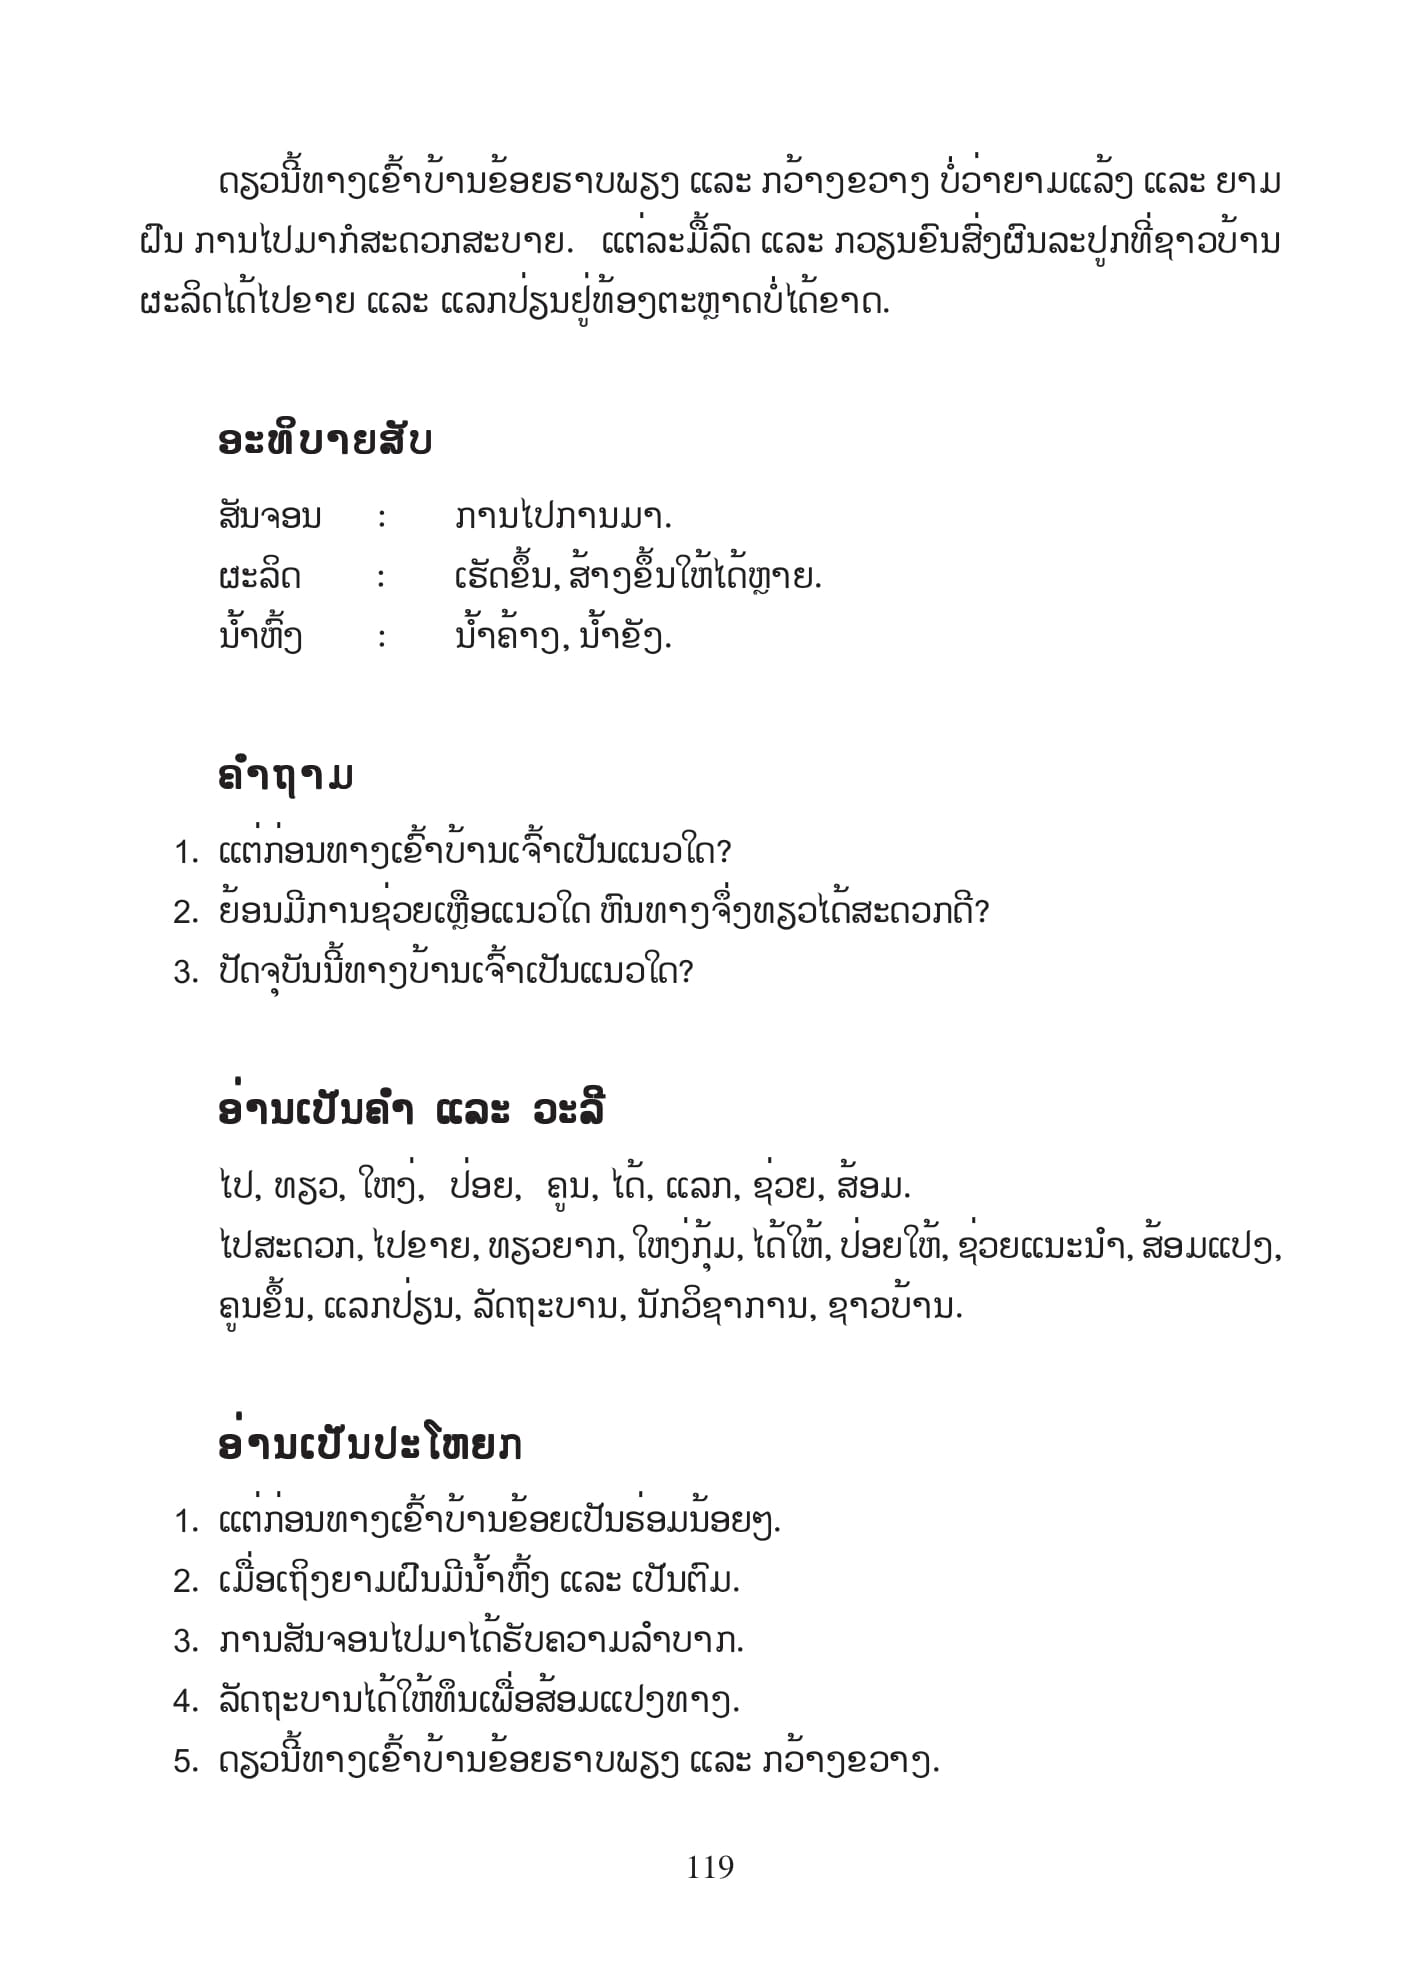 ດຽວນີ້ທາງເຂົ້າບ້ານຂ້ອຍຮາບພຽງ ແລະ ກວ້າງຂວາງ ບໍ່ວ່າຍາມແລ້ງ ແລະ ຍາມ
ຝົນ ການໄປມາກໍສະດວກສະບາຍ. ແຕ່ລະມື້ລົດ ແລະ ກວຽນຂົນສົ່ງຜົນລະປູກທີ່ຊາວບ້ານ
ຜະລິດໄດ້ໄປຂາຍ ແລະ ແລກປ່ຽນຢູ່ທ້ອງຕະຫຼາດບໍ່ໄດ້ຂາດ.
ອະທິບາຍສັບ
ສັນຈອນ : ການໄປການມາ.
ຜະລິດ : ເຮັດຂຶ້ນ, ສ້າງຂຶ້ນໃຫ້ໄດ້ຫຼາຍ.
ນ້ຳຫົ້ງ : ນ້ຳຄ້າງ, ນ້ຳຂັງ.
ຄຳຖາມ
1. ແຕ່ກ່ອນທາງເຂົ້າບ້ານເຈົ້າເປັນແນວໃດ?
2. ຍ້ອນມີການຊ່ວຍເຫຼືອແນວໃດ ຫົນທາງຈຶ່ງທຽວໄດ້ສະດວກດີ?
3. ປັດຈຸບັນນີ້ທາງບ້ານເຈົ້າເປັນແນວໃດ?
ອ່ານເປັນຄຳ ແລະ ວະລີ
ໄປ, ທຽວ, ໃຫງ່, ປ່ອຍ, ຄູນ, ໄດ້, ແລກ, ຊ່ວຍ, ສ້ອມ.
ໄປສະດວກ, ໄປຂາຍ, ທຽວຍາກ, ໃຫງ່ກຸ້ມ, ໄດ້ໃຫ້, ປ່ອຍໃຫ້, ຊ່ວຍແນະນຳ, ສ້ອມແປງ,
ຄູນຂຶ້ນ, ແລກປ່ຽນ, ລັດຖະບານ, ນັກວິຊາການ, ຊາວບ້ານ.
ອ່ານເປັນປະໂຫຍກ
1. ແຕ່ກ່ອນທາງເຂົ້າບ້ານຂ້ອຍເປັນຮ່ອມນ້ອຍໆ.
2. ເມື່ອເຖິງຍາມຝົນມີນ້ຳຫົ້ງ ແລະ ເປັນຕົມ.
3. ການສັນຈອນໄປມາໄດ້ຮັບຄວາມລຳບາກ.
4. ລັດຖະບານໄດ້ໃຫ້ທຶນເພື່ອສ້ອມແປງທາງ.
5. ດຽວນີ້ທາງເຂົ້າບ້ານຂ້ອຍຮາບພຽງ ແລະ ກວ້າງຂວາງ.
119